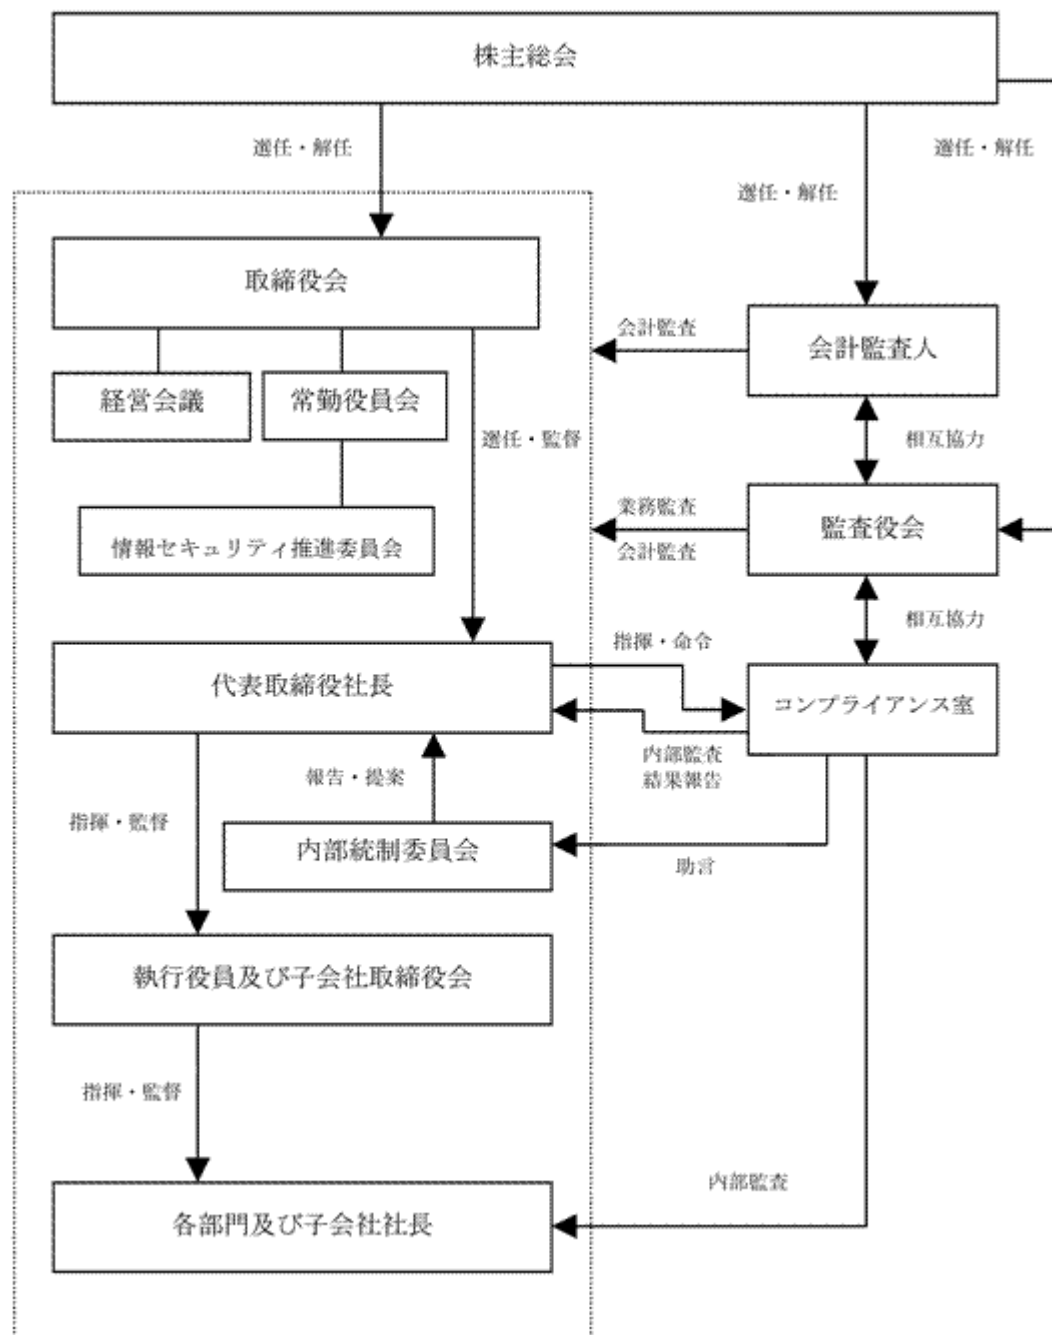 株主総会
選任・解任
選任・解任
選任・解任
取締役会
会計監査
会計監査人
経営会議
常勤役員会
選任・監督
相互協力
業務監査
会計監査
監査役会
情報セキュリティ推進委員会
相互協力
指揮・命令
代表取締役社長
コンプライアンス室
内部監査
結果報告
報告・提案
指揮・監督
内部統制委員会
助言
執行役員及び子会社取締役会
指揮・監督
内部監査
各部門及び子会社社長